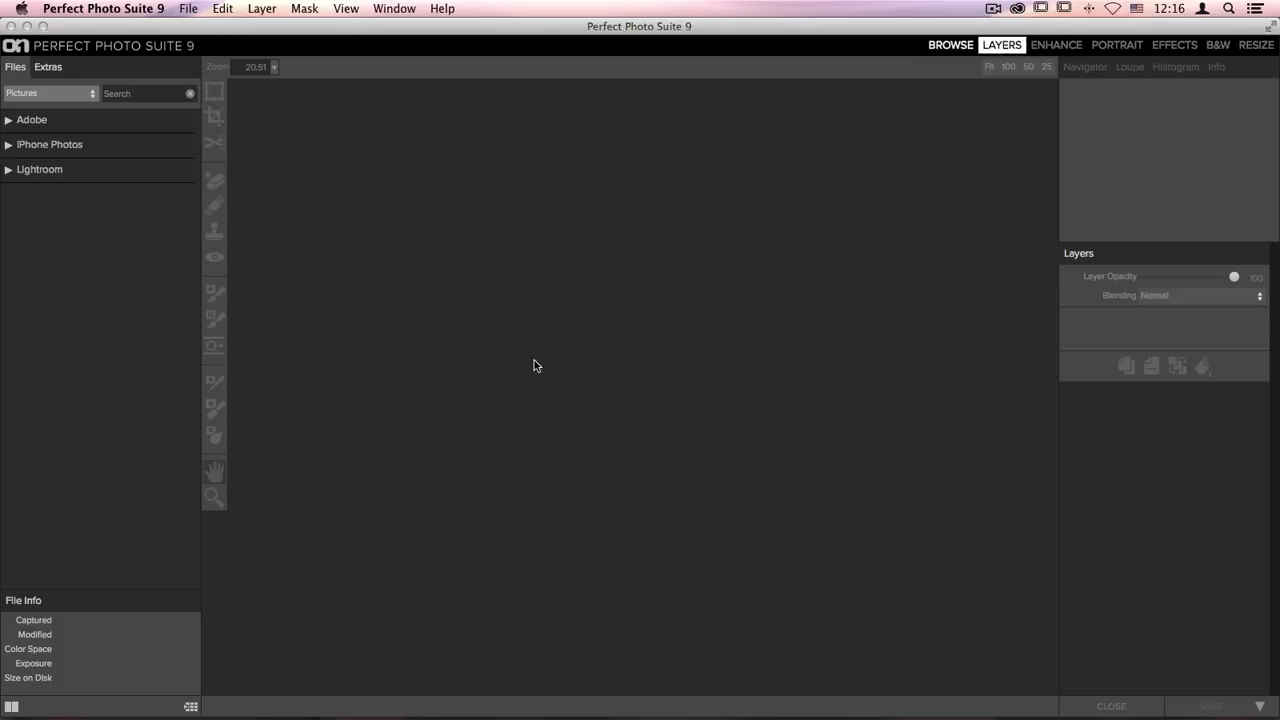 Perfect Photo Suite 9 File Edit Layer Mask View Window Help 12:16
Perfect Photo Suite 9
on PERFECT PHOTO SUITE 9 BROWSE LAYERS ENHANCE PORTRAIT EFFECTS B&W RESIZE
Files Extras Zoom 20.51 Fit 100 50 25 Navigator Loupe Histogram Info
Pictures Search
Adobe
iPhone Photos
Lightroom
Layers
Layer Opacity 100
Blending Normal
File Info
Captured
Modified
Color Space
Exposure
Size on Disk
CLOSE SAVE